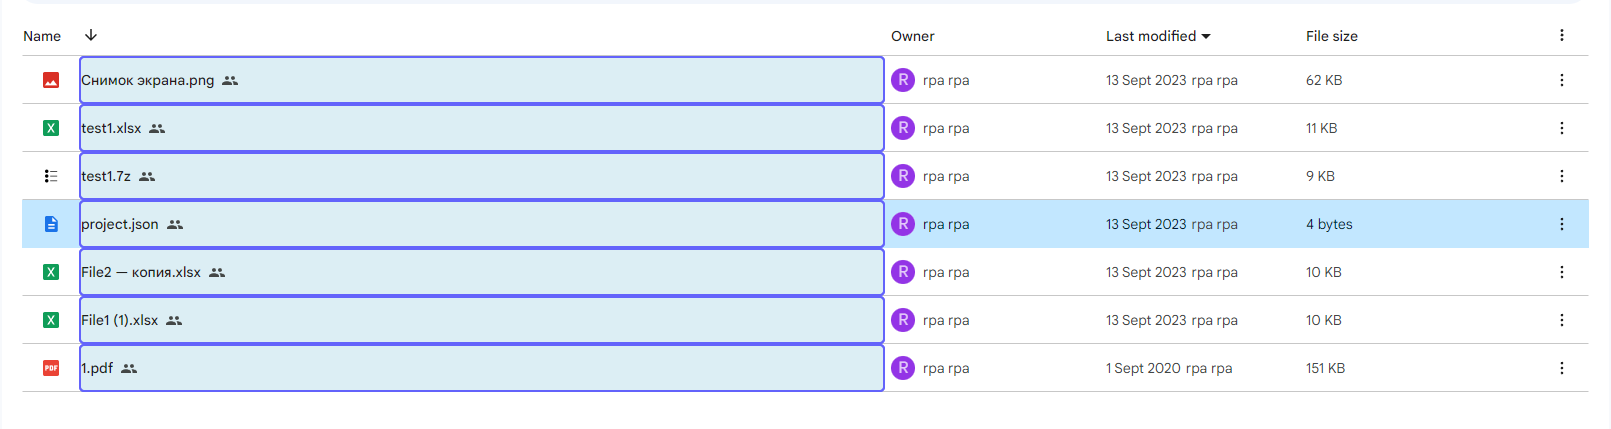 Name Owner Last modified File size
Снимок экрана.png R rpa rpa 13 Sept 2023 rpa rpa 62 KB
X test1.xlsx R rpa rpa 13 Sept 2023 rpa rpa 11 KB
test1.7z R rpa rpa 13 Sept 2023 rpa rpa 9 KB
project.json R rpa rpa 13 Sept 2023 rpa rpa 4 bytes
X File2 — копия.xlsx R rpa rpa 13 Sept 2023 rpa rpa 10 KB
X File1 (1).xlsx R rpa rpa 13 Sept 2023 rpa rpa 10 KB
PDF 1.pdf R rpa rpa 1 Sept 2020 rpa rpa 151 KB